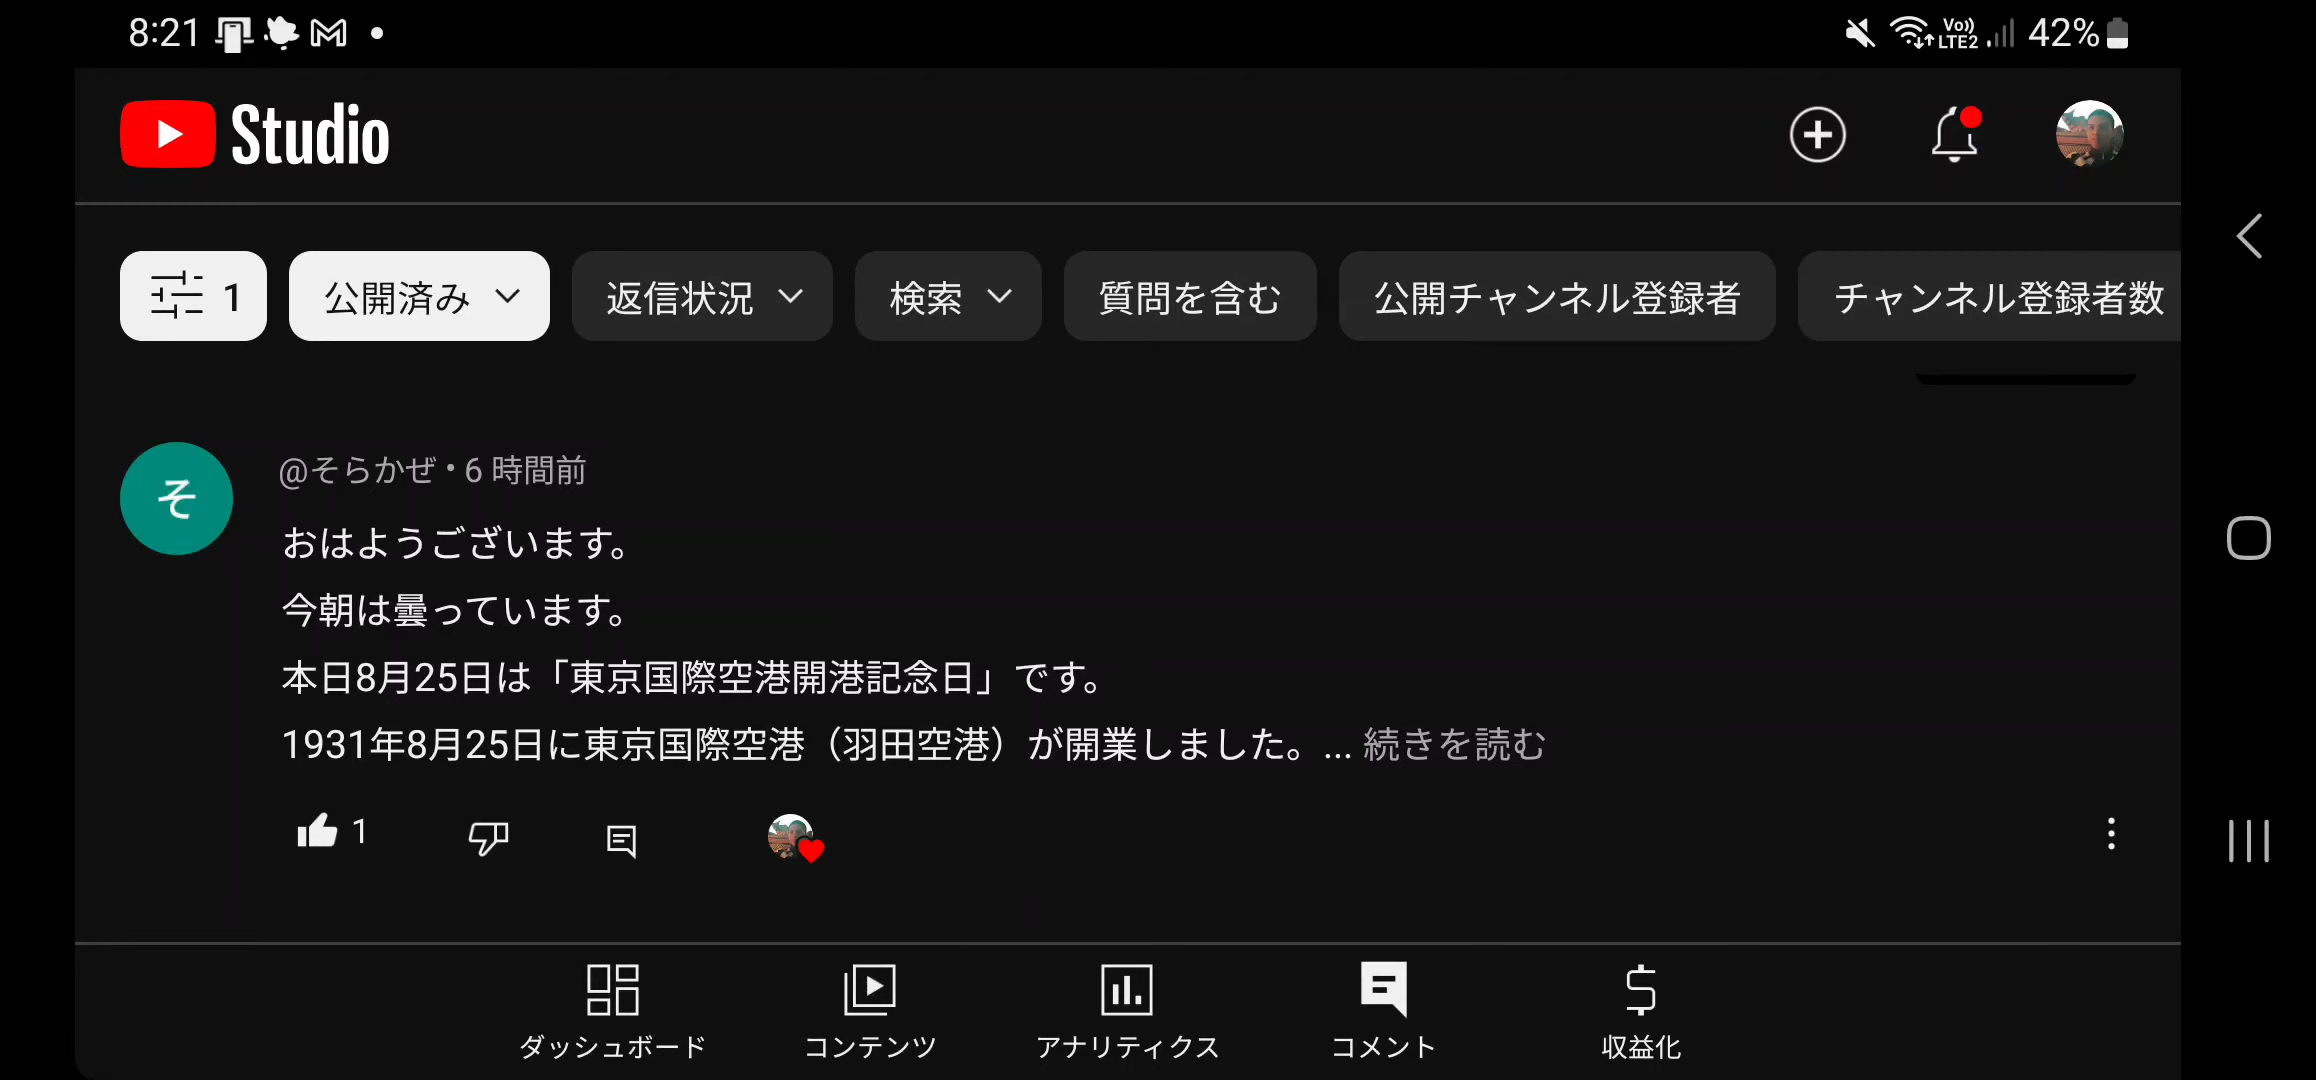 8:21
Vo))
LTE2
42%
Studio
1
公開済み
返信状況
検索
質問を含む
公開チャンネル登録者
チャンネル登録者数
そ
@そらかぜ • 6 時間前
おはようございます。
今朝は曇っています。
本日8月25日は「東京国際空港開港記念日」です。
1931年8月25日に東京国際空港（羽田空港）が開業しました。... 続きを読む
1
ダッシュボード
コンテンツ
アナリティクス
コメント
収益化